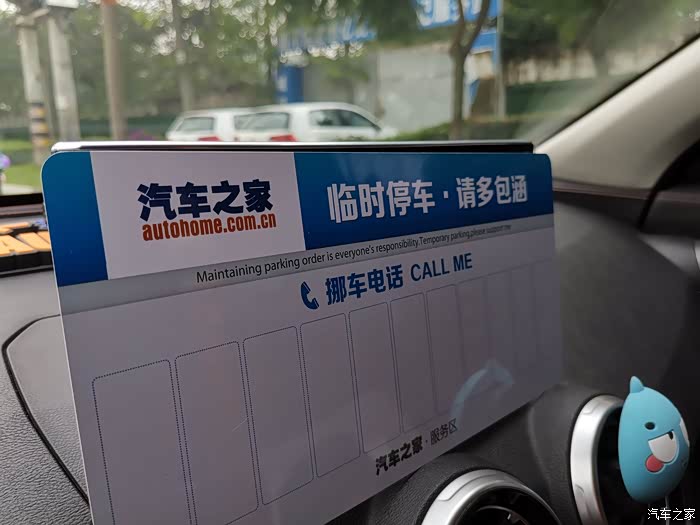 汽车之家
autohome.com.cn
临时停车·请多包涵
Maintaining parking order is everyone's responsibility.Temporary parking,please support me
挪车电话 CALL ME
汽车之家·服务区
汽车之家